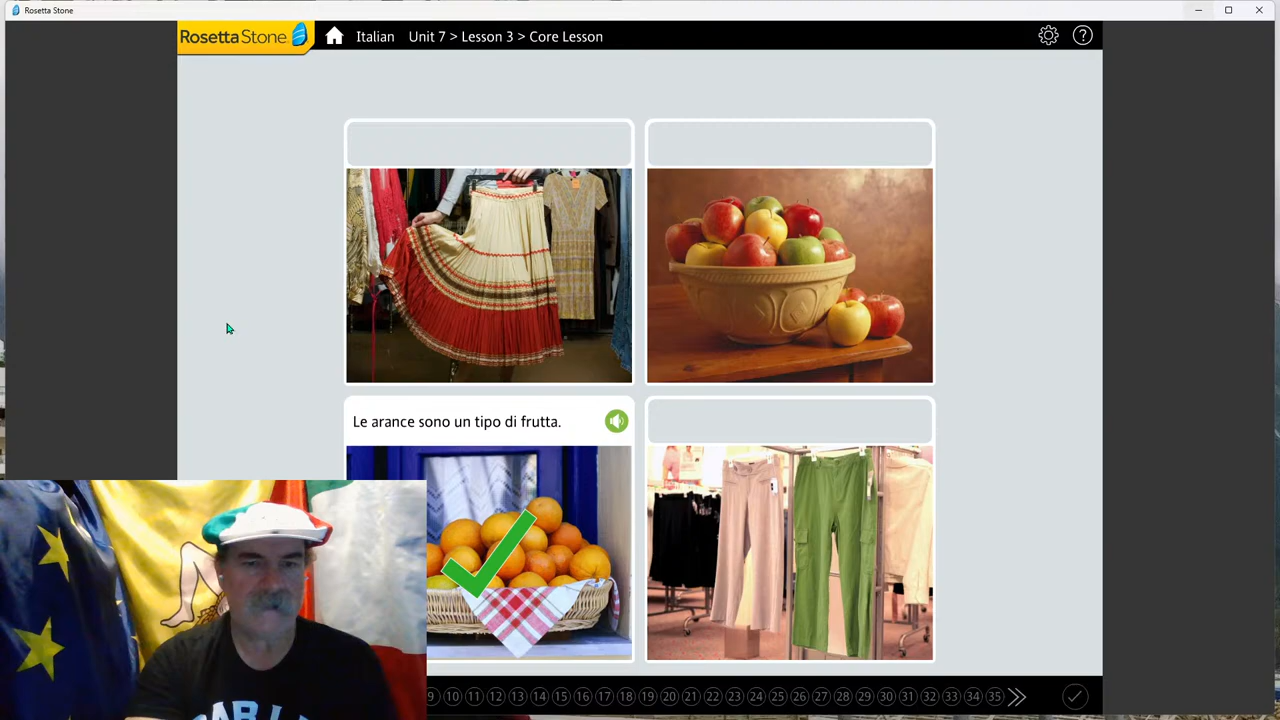 Rosetta Stone
RosettaStone
Italian Unit 7 > Lesson 3 > Core Lesson
Le arance sono un tipo di frutta.
9 10 11 12 13 14 15 16 17 18 19 20 21 22 23 24 25 26 27 28 29 30 31 32 33 34 35